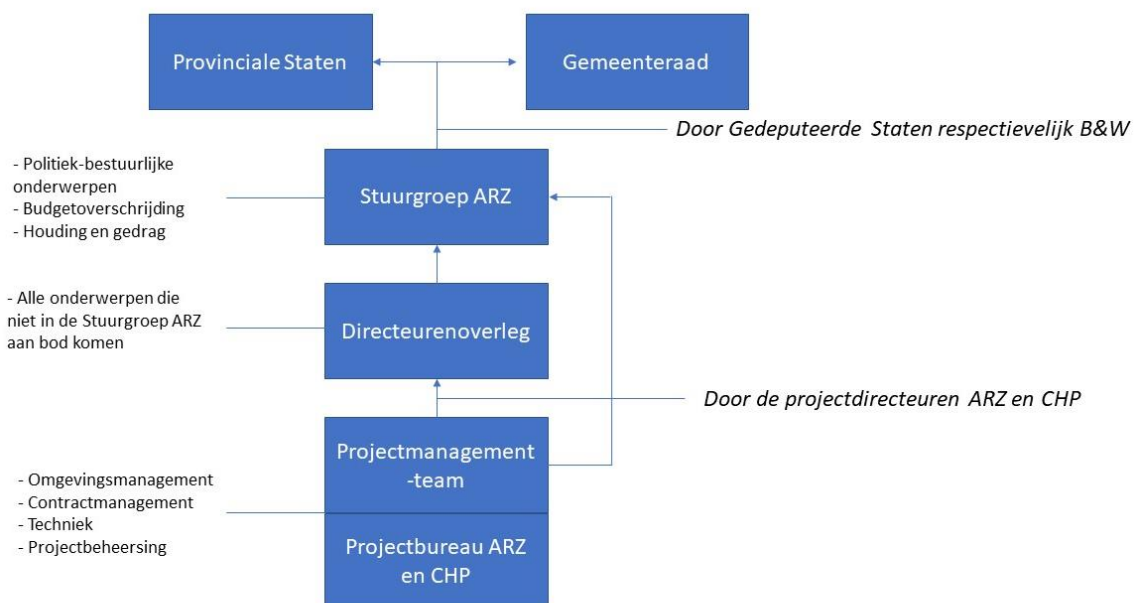 Provinciale Staten
Gemeenteraad
Door Gedeputeerde Staten respectievelijk B&W
- Politiek-bestuurlijke
onderwerpen
- Budgetoverschrijding
- Houding en gedrag
Stuurgroep ARZ
- Alle onderwerpen die
niet in de Stuurgroep ARZ
aan bod komen
Directeurenoverleg
Door de projectdirecteuren ARZ en CHP
Projectmanagement
-team
- Omgevingsmanagement
- Contractmanagement
- Techniek
- Projectbeheersing
Projectbureau ARZ
en CHP